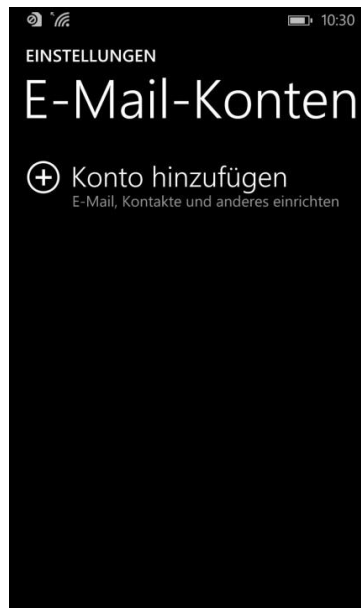 10:30
EINSTELLUNGEN
E-Mail-Konten
Konto hinzufügen
E-Mail, Kontakte und anderes einrichten